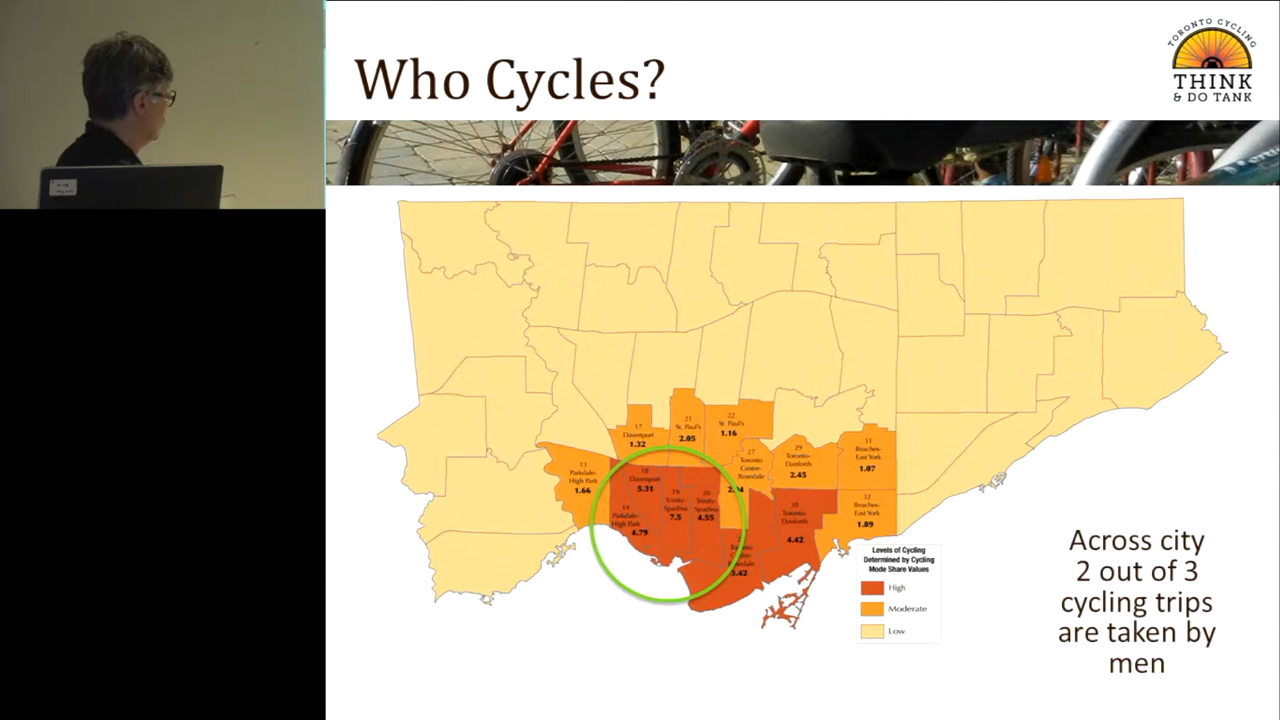 Who Cycles?
TORONTO CYCLING
THINK
& DO TANK
17
Davenport
1.32
21
St. Paul's
2.05
22
St. Paul's
1.16
13
Parkdale-
High Park
1.66
18
Davenport
5.31
14
Parkdale-
High Park
4.79
19
Trinity-
Spadina
7.5
20
Trinity-
Spadina
4.55
27
Toronto
Centre-
Rosedale
29
Toronto-
Danforth
2.45
31
Beaches-
East York
1.07
30
Toronto-
Danforth
4.42
32
Beaches-
East York
1.89
Toronto
3.42
Levels of Cycling
Determined by Cycling
Mode Share Values
High
Moderate
Low
Across city
2 out of 3
cycling trips
are taken by
men